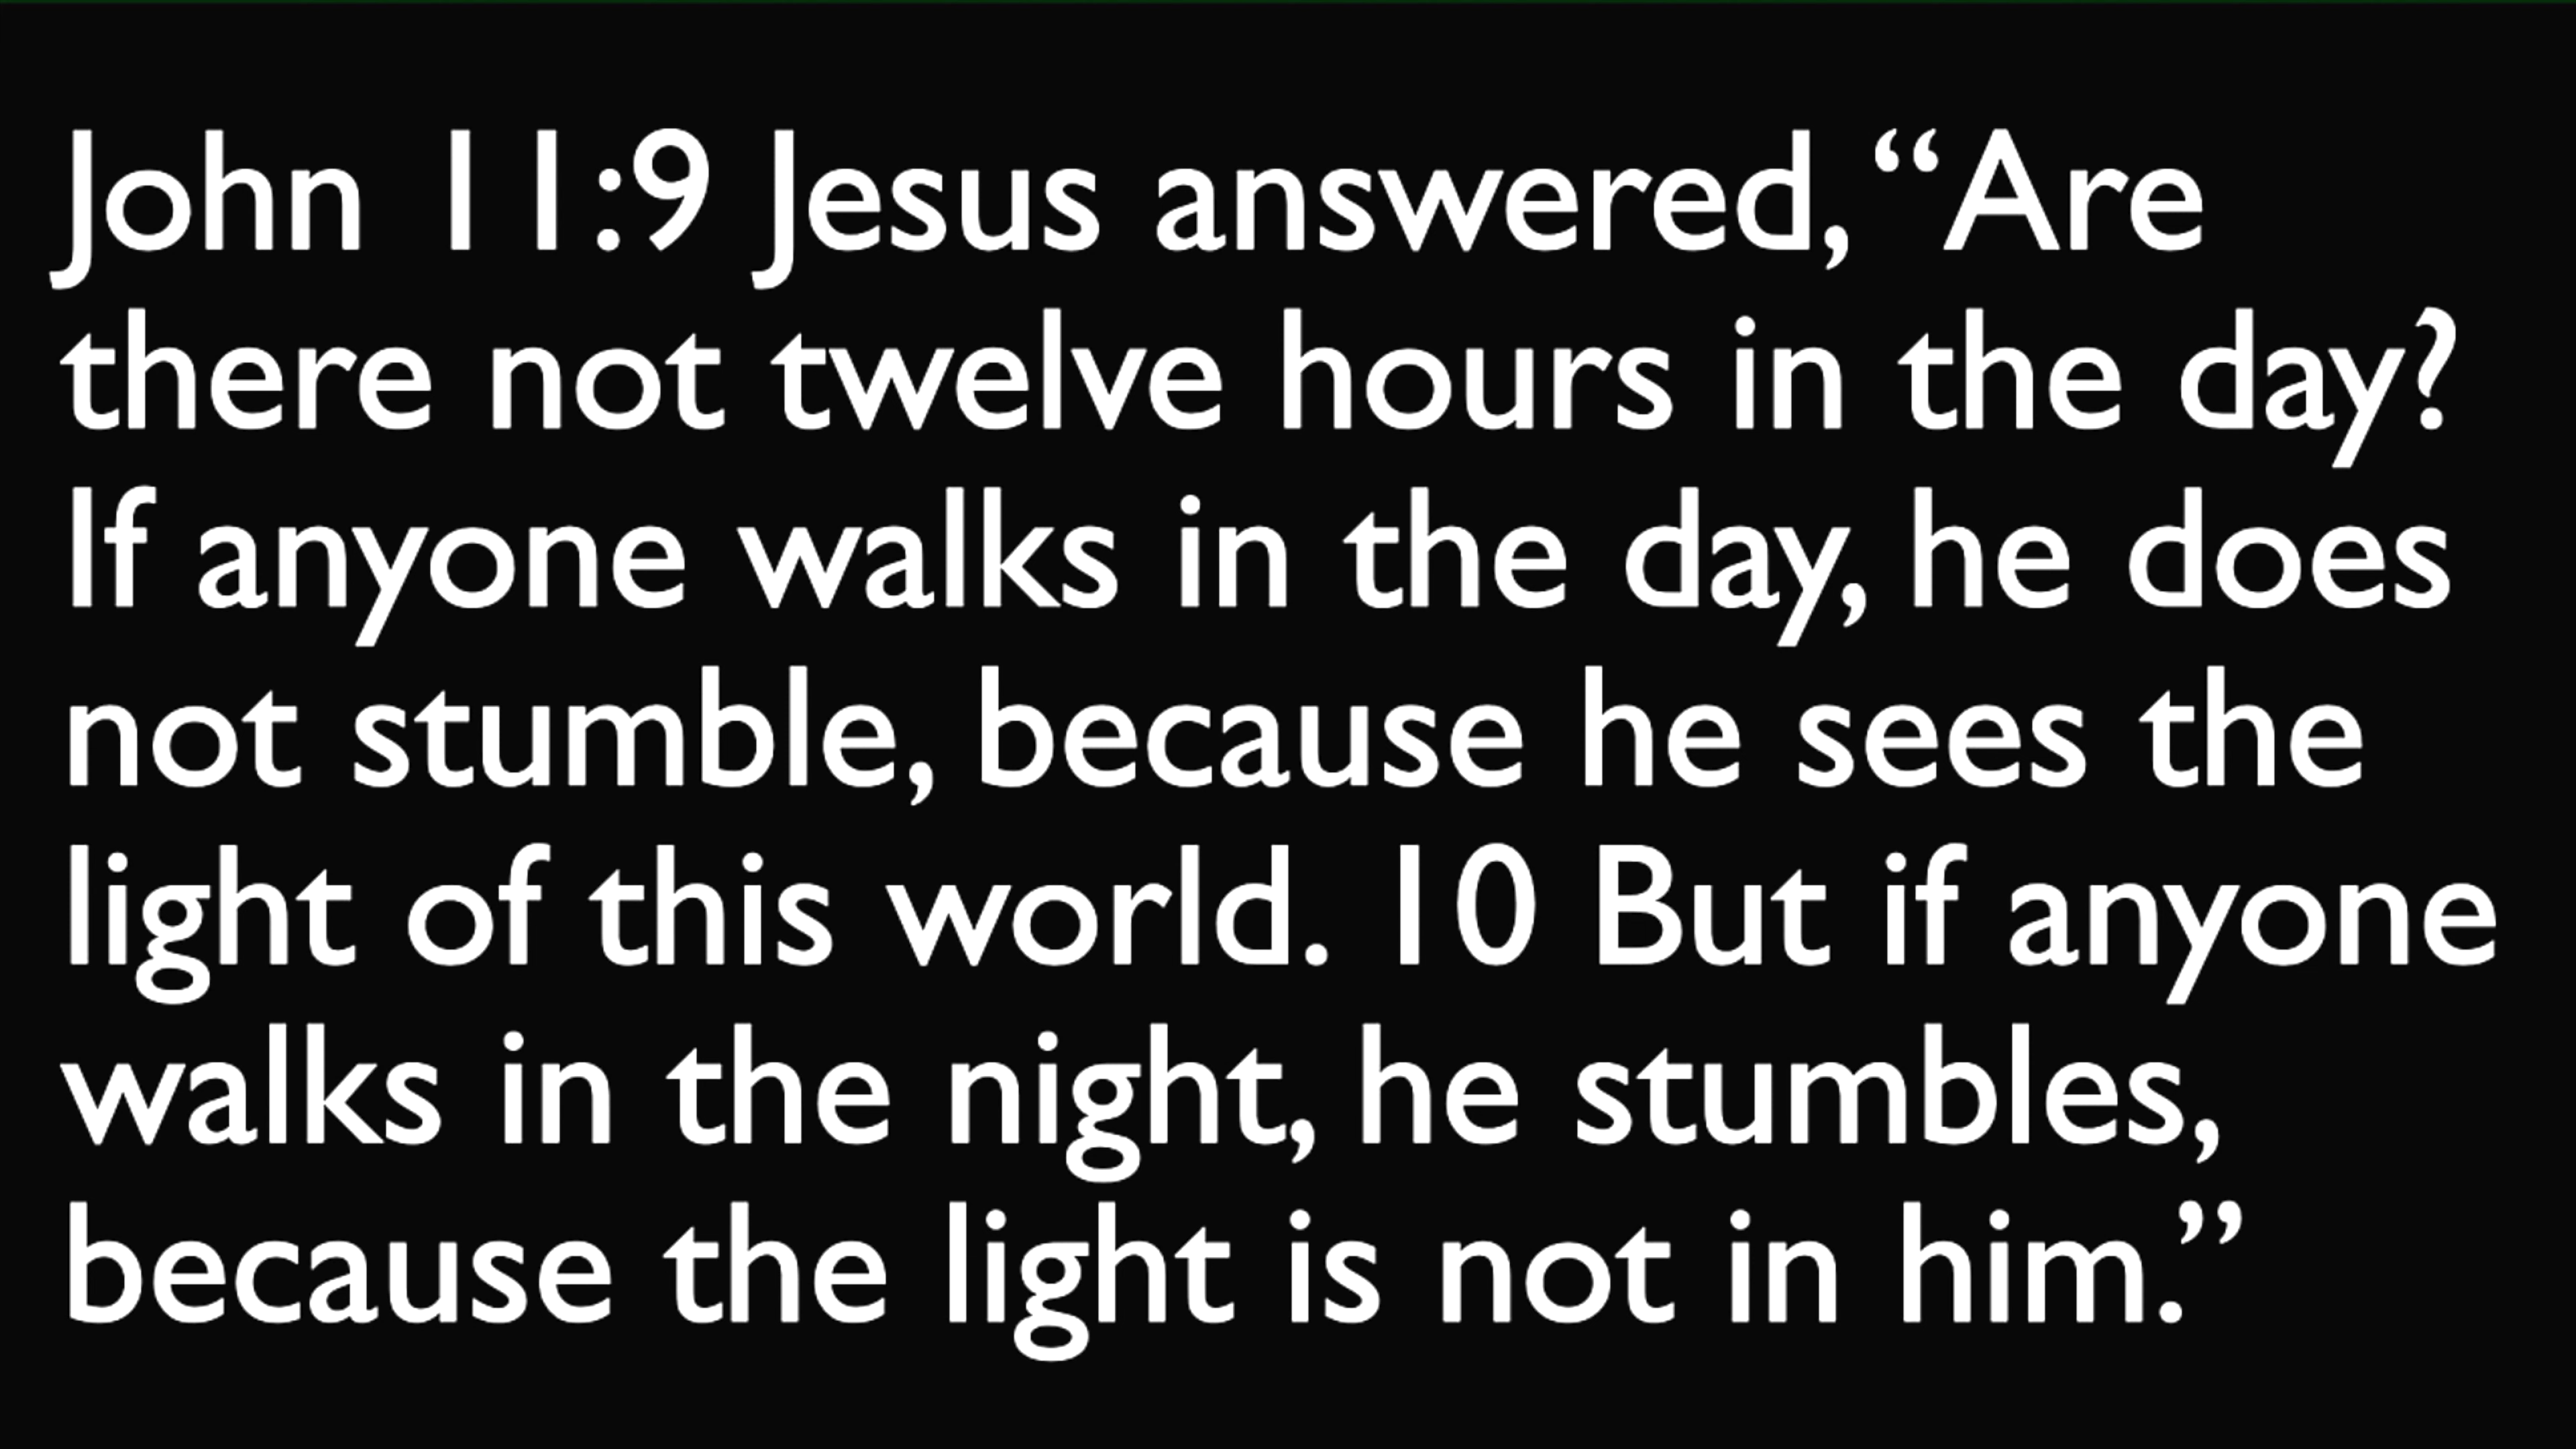 John 11:9 Jesus answered, “Are
there not twelve hours in the day?
If anyone walks in the day, he does
not stumble, because he sees the
light of this world. 10 But if anyone
walks in the night, he stumbles,
because the light is not in him.”